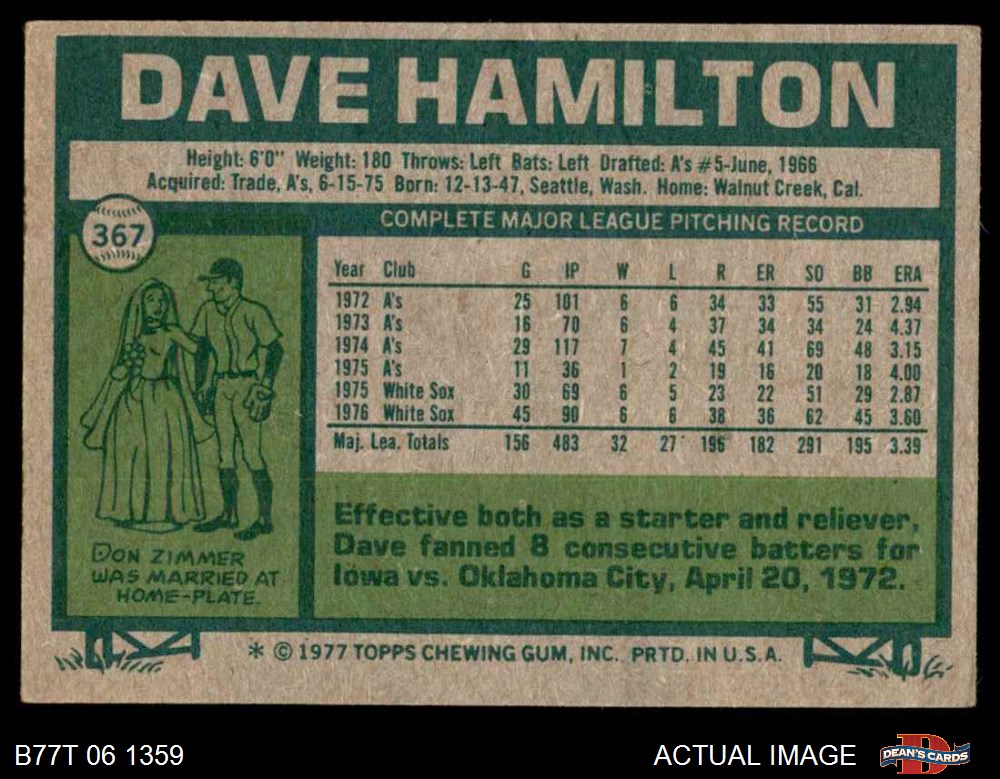 DAVE HAMILTON
Height: 6'0" Weight: 180 Throws: Left Bats: Left Drafted: A's #5-June, 1966
Acquired: Trade, A's, 6-15-75 Born: 12-13-47, Seattle, Wash. Home: Walnut Creek, Cal.
367
COMPLETE MAJOR LEAGUE PITCHING RECORD
Year Club G IP W L R ER SO BB ERA
1972 A's 25 101 6 6 34 33 55 31 2.94
1973 A's 16 70 6 4 37 34 34 24 4.37
1974 A's 29 117 7 4 45 41 69 48 3.15
1975 A's 11 36 1 2 19 16 20 18 4.00
1975 White Sox 30 69 6 5 23 22 51 29 2.87
1976 White Sox 45 90 6 6 38 36 62 45 3.60
Maj. Lea. Totals 156 483 32 27 196 182 291 195 3.39
DON ZIMMER
WAS MARRIED AT
HOME-PLATE.
Effective both as a starter and reliever,
Dave fanned 8 consecutive batters for
Iowa vs. Oklahoma City, April 20, 1972.
* © 1977 TOPPS CHEWING GUM, INC. PRTD. IN U.S.A.
B77T 06 1359
ACTUAL IMAGE
D
DEAN'S CARDS